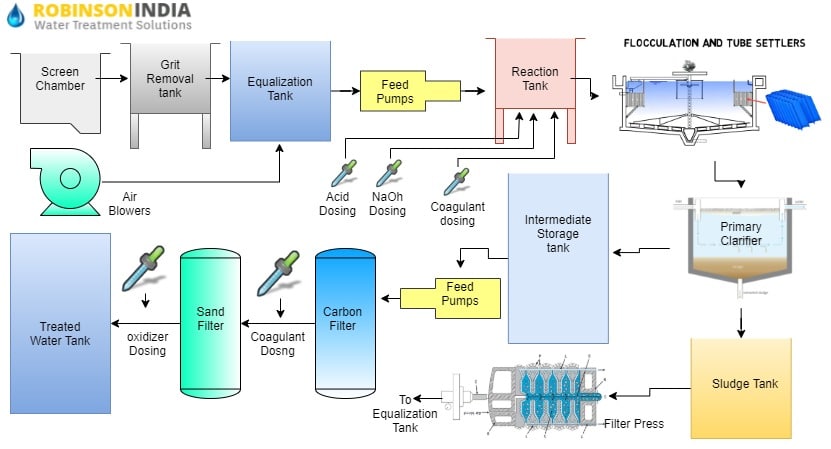 ROBINSONINDIA
Water Treatment Solutions
FLOCCULATION AND TUBE SETTLERS
Screen
Chamber
Grit
Removal
tank
Equalization
Tank
Feed
Pumps
Reaction
Tank
Air
Blowers
Acid
Dosing
NaOh
Dosing
Coagulant
dosing
Intermediate
Storage
tank
Primary
Clarifier
Treated
Water Tank
oxidizer
Dosing
Sand
Filter
Coagulant
Dosng
Carbon
Filter
Feed
Pumps
Sludge Tank
To
Equalization
Tank
Filter Press